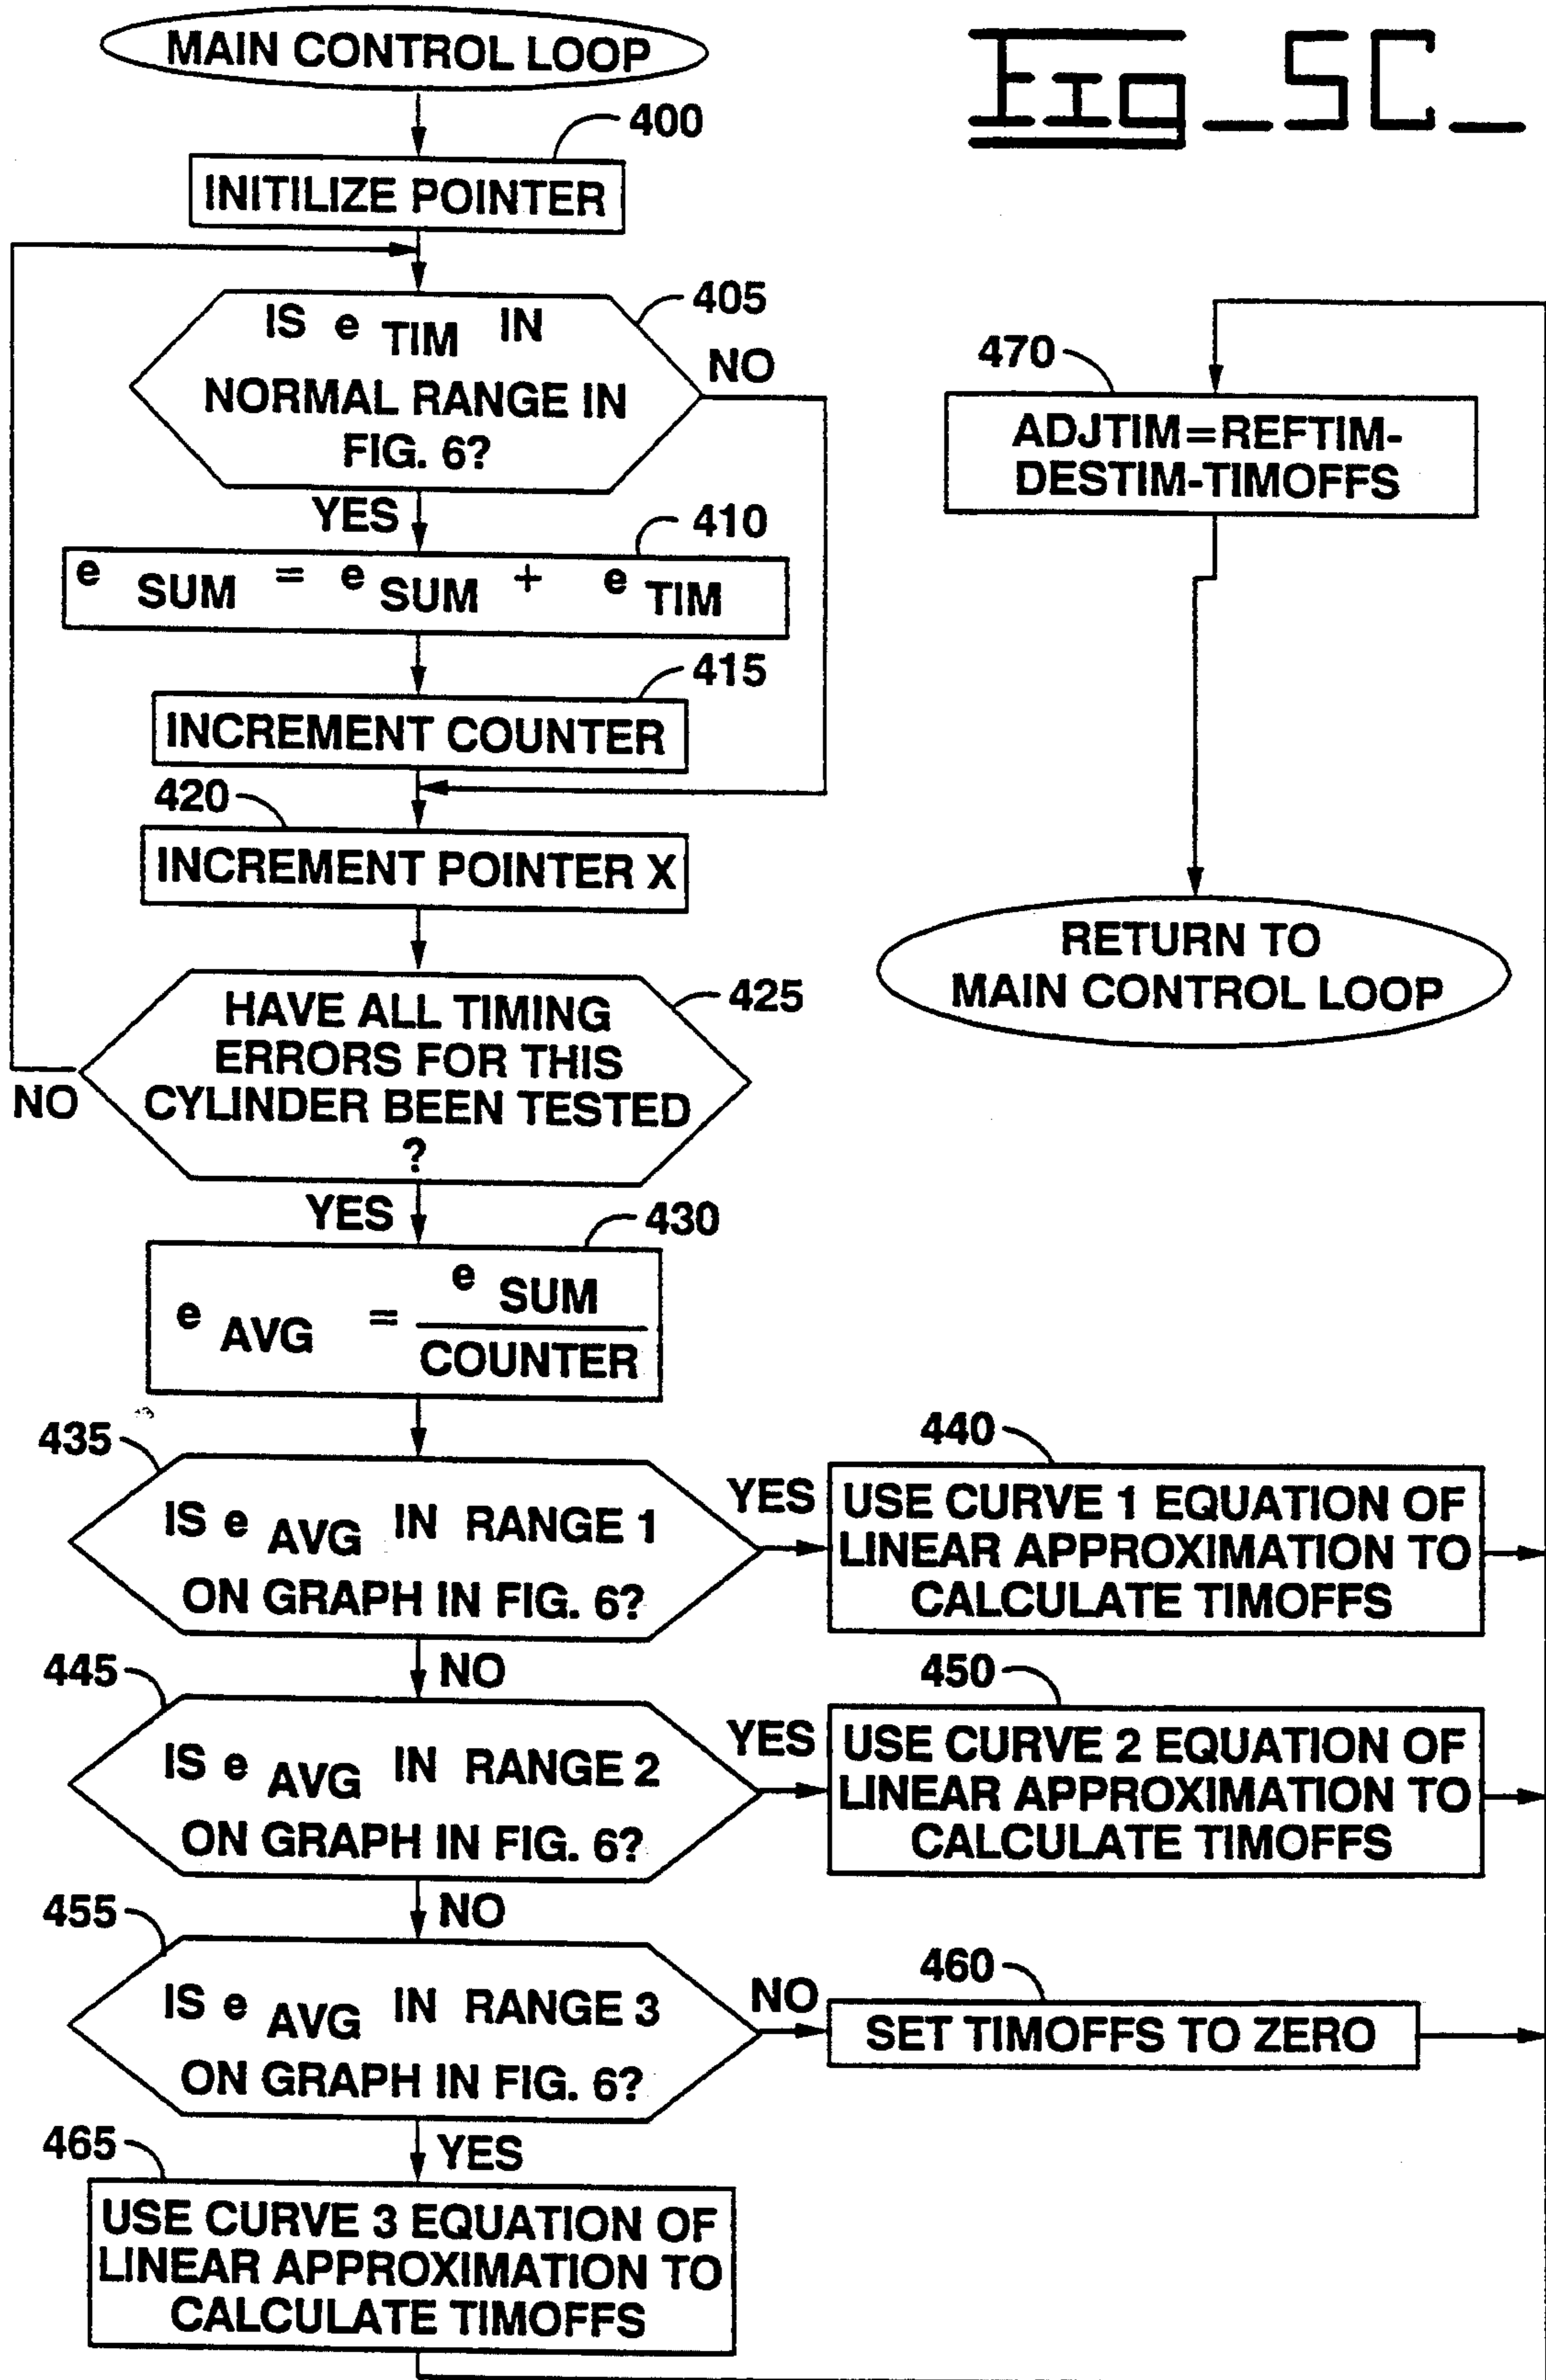 MAIN CONTROL LOOP
Fig_5C_
400
INITILIZE POINTER
405
IS e TIM IN
NORMAL RANGE IN
FIG. 6?
NO
YES
410
e SUM = e SUM + e TIM
415
INCREMENT COUNTER
420
INCREMENT POINTER X
425
HAVE ALL TIMING
ERRORS FOR THIS
CYLINDER BEEN TESTED
?
NO
YES
430
e AVG = e SUM
COUNTER
435
IS e AVG IN RANGE 1
ON GRAPH IN FIG. 6?
YES
440
USE CURVE 1 EQUATION OF
LINEAR APPROXIMATION TO
CALCULATE TIMOFFS
NO
445
IS e AVG IN RANGE 2
ON GRAPH IN FIG. 6?
YES
450
USE CURVE 2 EQUATION OF
LINEAR APPROXIMATION TO
CALCULATE TIMOFFS
NO
455
IS e AVG IN RANGE 3
ON GRAPH IN FIG. 6?
NO
460
SET TIMOFFS TO ZERO
YES
465
USE CURVE 3 EQUATION OF
LINEAR APPROXIMATION TO
CALCULATE TIMOFFS
470
ADJTIM=REFTIM-
DESTIM-TIMOFFS
RETURN TO
MAIN CONTROL LOOP